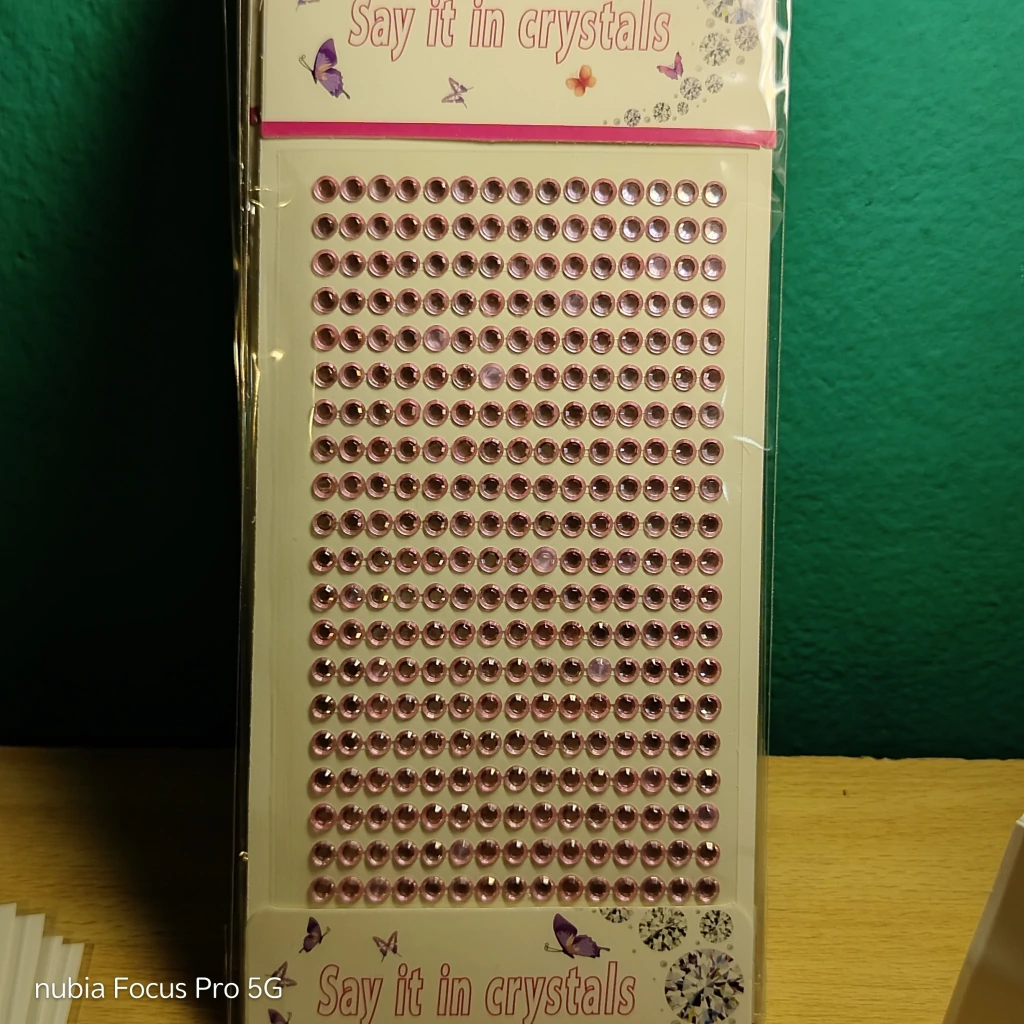 Say it in crystals
Say it in crystals
nubia Focus Pro 5G